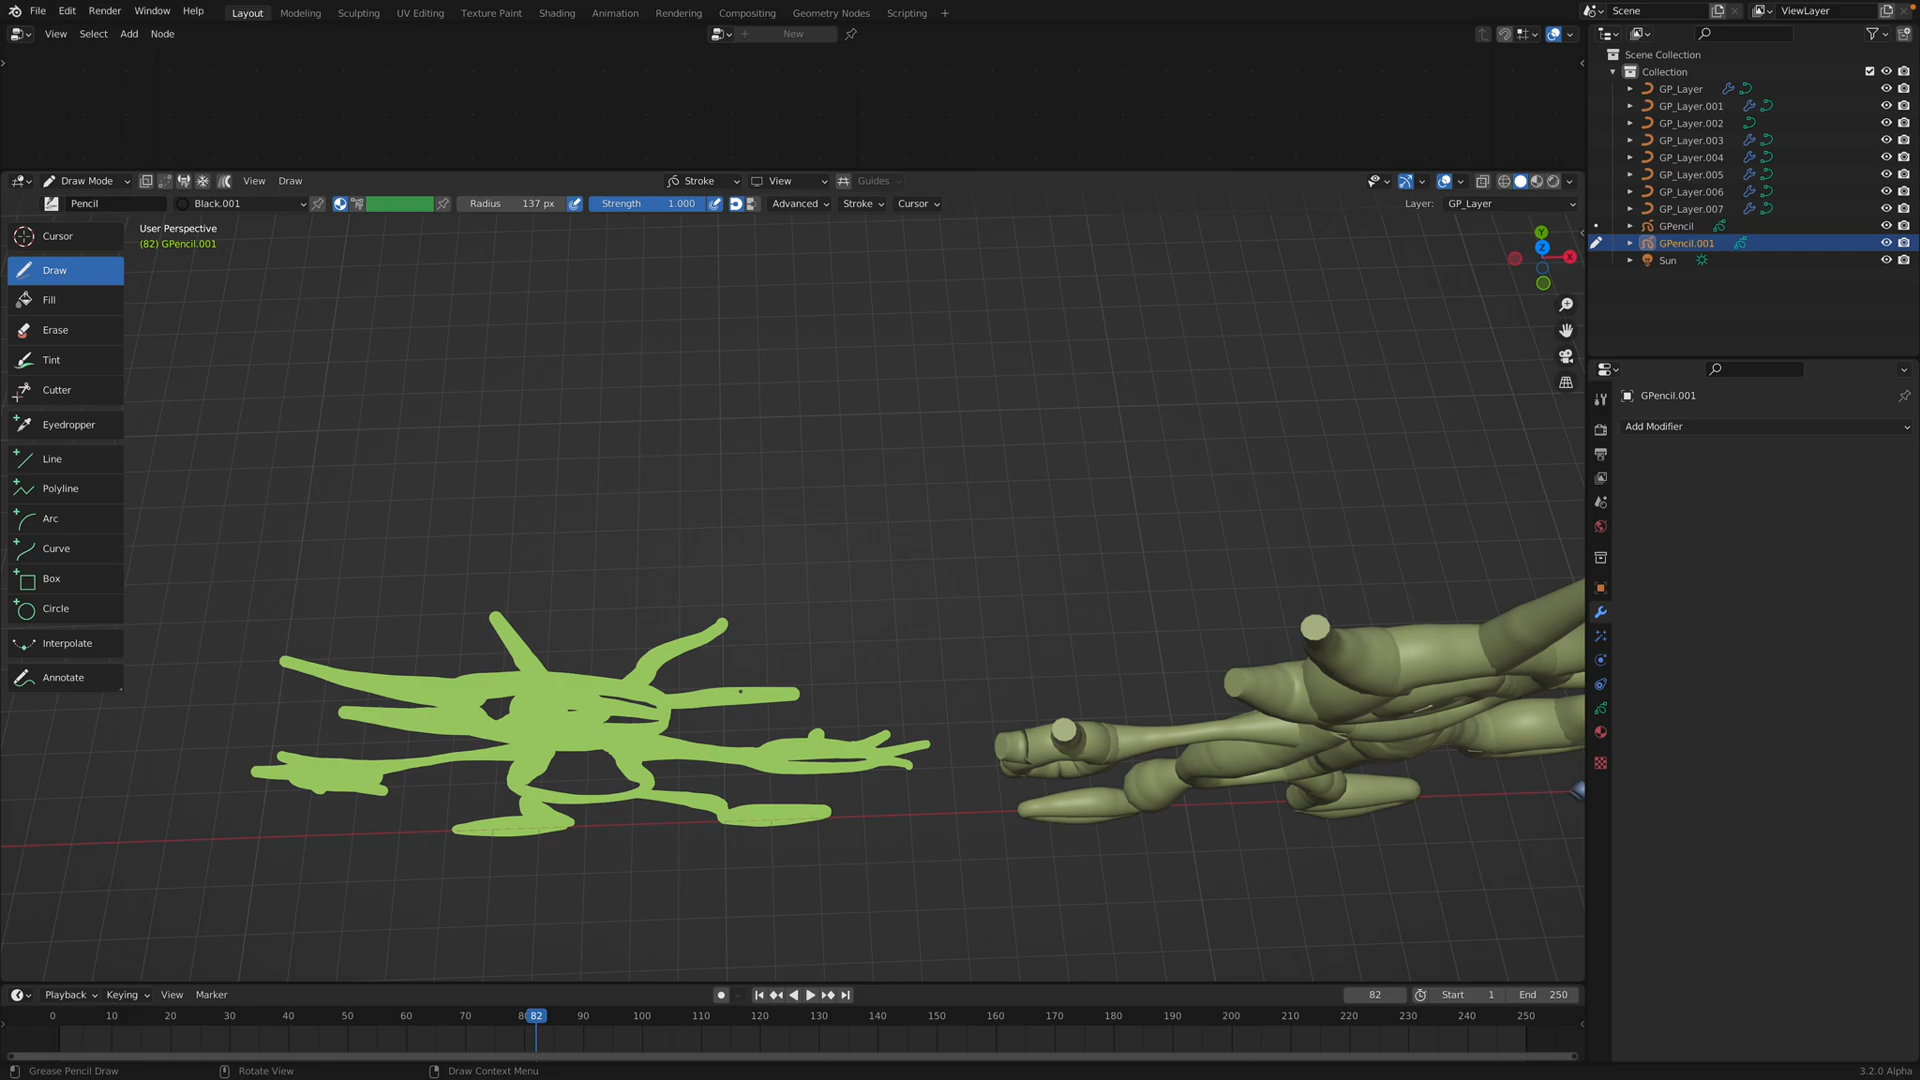 File Edit Render Window Help Layout Modeling Sculpting UV Editing Texture Paint Shading Animation Rendering Compositing Geometry Nodes Scripting + Scene ViewLayer
View Select Add Node New
Scene Collection
Collection
GP_Layer
GP_Layer.001
GP_Layer.002
GP_Layer.003
GP_Layer.004
GP_Layer.005
GP_Layer.006
GP_Layer.007
GPencil
GPencil.001
Sun
Draw Mode View Draw Stroke View Guides
Pencil Black.001 Radius 137 px Strength 1.000 Advanced Stroke Cursor Layer: GP_Layer
User Perspective
(82) GPencil.001
Y
Z
X
Cursor
Draw
Fill
Erase
Tint
Cutter
Eyedropper
Line
Polyline
Arc
Curve
Box
Circle
Interpolate
Annotate
GPencil.001
Add Modifier
Playback Keying View Marker 82 Start 1 End 250
0 10 20 30 40 50 60 70 82 90 100 110 120 130 140 150 160 170 180 190 200 210 220 230 240 250
Grease Pencil Draw Rotate View Draw Context Menu 3.2.0 Alpha